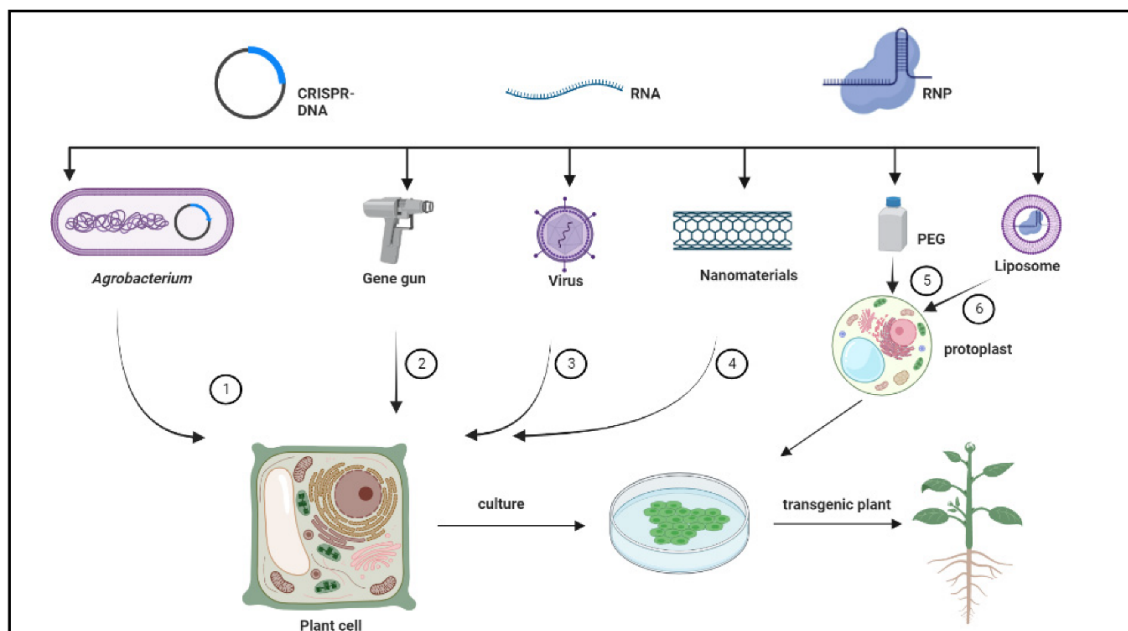 CRISPR-
DNA
RNA
RNP
Agrobacterium
Gene gun
Virus
Nanomaterials
PEG
Liposome
5
6
protoplast
1
2
3
4
culture
transgenic plant
Plant cell